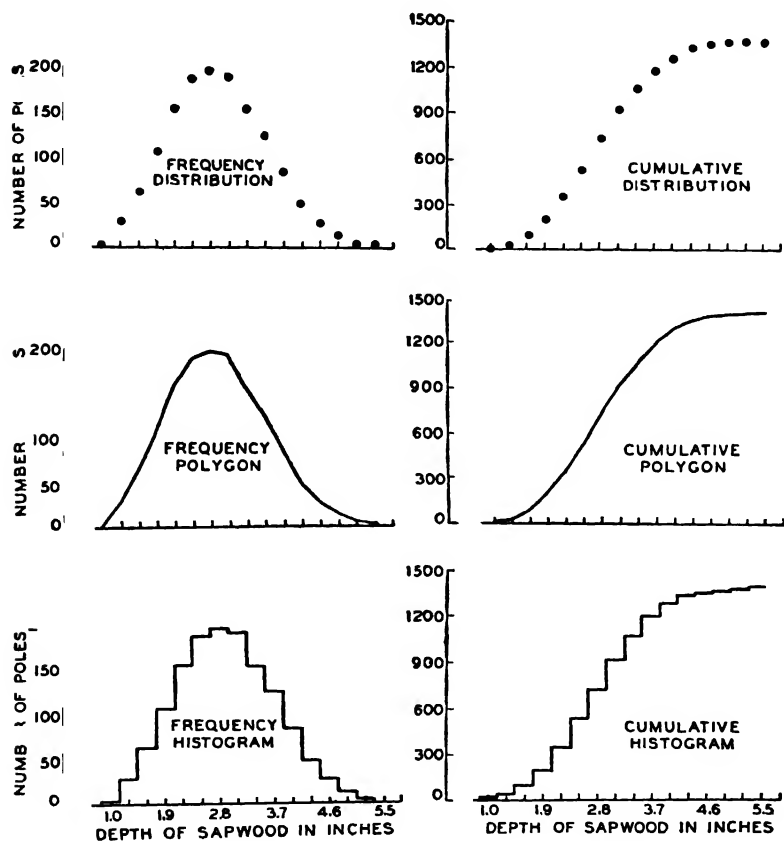 NUMBER OF P
S
200
150
100
50
0
FREQUENCY
DISTRIBUTION
1500
1200
900
600
300
0
CUMULATIVE
DISTRIBUTION
NUMBER
S
200
100
50
0
FREQUENCY
POLYGON
1500
1200
900
600
300
0
CUMULATIVE
POLYGON
OF POLES
150
100
50
0
FREQUENCY
HISTOGRAM
1.0 1.9 2.8 3.7 4.6 5.5
DEPTH OF SAPWOOD IN INCHES
1500
1200
900
600
300
0
CUMULATIVE
HISTOGRAM
1.0 1.9 2.8 3.7 4.6 5.5
DEPTH OF SAPWOOD IN INCHES